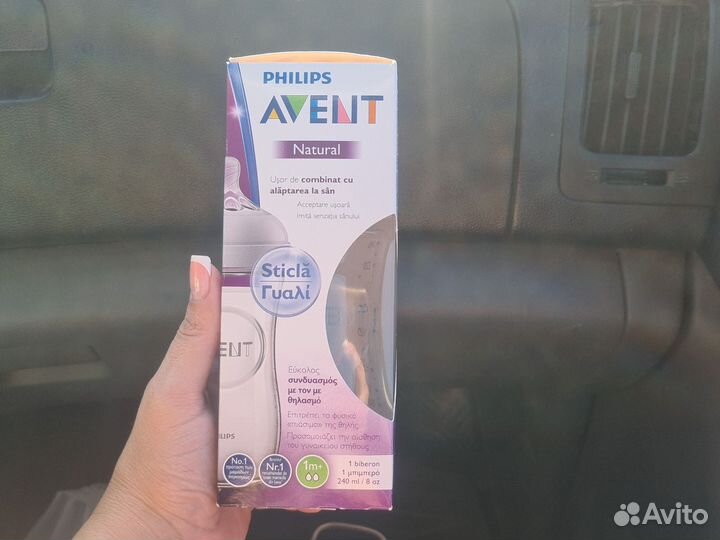 PHILIPS
AVENT
Natural
Ușor de combinat cu
alăptarea la sân
Acceptare ușoară
Imită senzația sânului
Sticlă
Γυαλί
ENT
Εύκολος
συνδυασμός
με τον με
θηλασμό
Επιτρέπει το φυσικό
«πιάσιμο» της θηλής
Προσομοιάζει την αίσθηση
του γυναικείου στήθους
ILIPS
No.1
Nr.1
1m+
1 biberon
1 μπιμπερό
240 ml / 8 oz
Avito